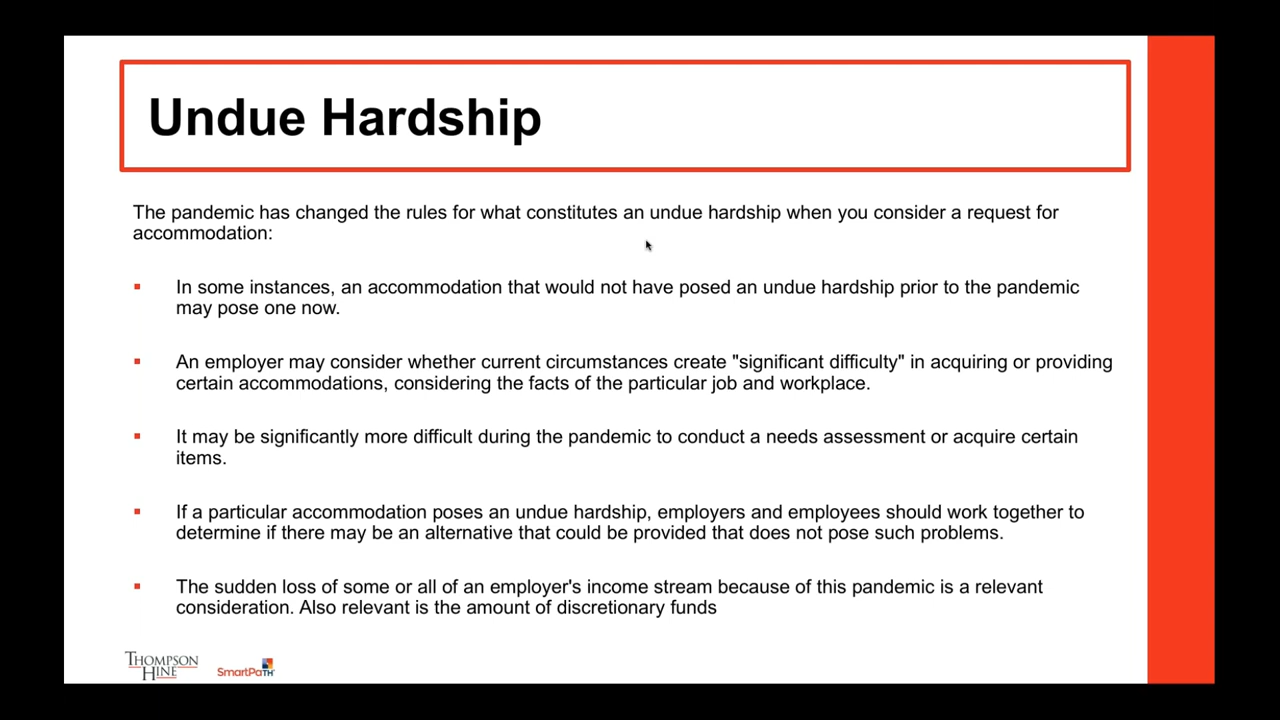 Undue Hardship
The pandemic has changed the rules for what constitutes an undue hardship when you consider a request for
accommodation:
In some instances, an accommodation that would not have posed an undue hardship prior to the pandemic
may pose one now.
An employer may consider whether current circumstances create "significant difficulty" in acquiring or providing
certain accommodations, considering the facts of the particular job and workplace.
It may be significantly more difficult during the pandemic to conduct a needs assessment or acquire certain
items.
If a particular accommodation poses an undue hardship, employers and employees should work together to
determine if there may be an alternative that could be provided that does not pose such problems.
The sudden loss of some or all of an employer's income stream because of this pandemic is a relevant
consideration. Also relevant is the amount of discretionary funds
THOMPSON
HINE
SmartPaTH